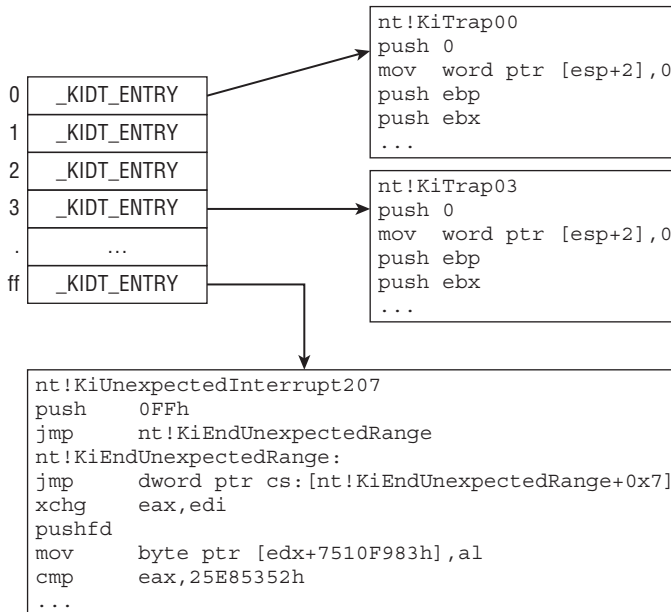 0 _KIDT_ENTRY
1 _KIDT_ENTRY
2 _KIDT_ENTRY
3 _KIDT_ENTRY
. ...
ff _KIDT_ENTRY
nt!KiTrap00
push 0
mov word ptr [esp+2],0
push ebp
push ebx
...
nt!KiTrap03
push 0
mov word ptr [esp+2],0
push ebp
push ebx
...
nt!KiUnexpectedInterrupt207
push 0FFh
jmp nt!KiEndUnexpectedRange
nt!KiEndUnexpectedRange:
jmp dword ptr cs:[nt!KiEndUnexpectedRange+0x7]
xchg eax,edi
pushfd
mov byte ptr [edx+7510F983h],al
cmp eax,25E85352h
...